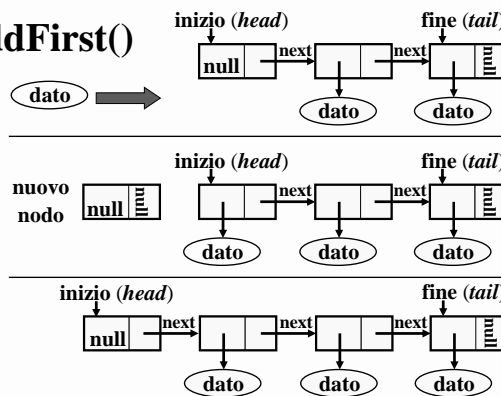 ddFirst()
inizio (head)
fine (tail)
null
next
next
null
dato
dato
dato
inizio (head)
fine (tail)
nuovo
nodo
null
null
next
next
null
dato
dato
dato
inizio (head)
fine (tail)
null
next
next
next
null
dato
dato
dato